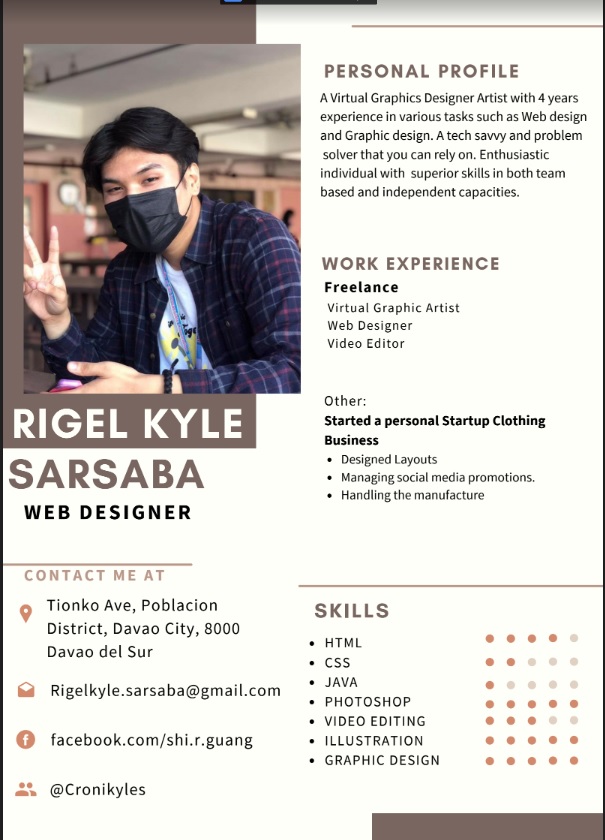 PERSONAL PROFILE
A Virtual Graphics Designer Artist with 4 years
experience in various tasks such as Web design
and Graphic design. A tech savvy and problem
solver that you can rely on. Enthusiastic
individual with superior skills in both team
based and independent capacities.
WORK EXPERIENCE
Freelance
Virtual Graphic Artist
Web Designer
Video Editor
Other:
Started a personal Startup Clothing
Business
• Designed Layouts
• Managing social media promotions.
• Handling the manufacture
RIGEL KYLE
SARSABA
WEB DESIGNER
CONTACT ME AT
Tionko Ave, Poblacion
District, Davao City, 8000
Davao del Sur
Rigelkyle.sarsaba@gmail.com
facebook.com/shi.r.guang
@Cronikyles
SKILLS
• HTML
• CSS
• JAVA
• PHOTOSHOP
• VIDEO EDITING
• ILLUSTRATION
• GRAPHIC DESIGN